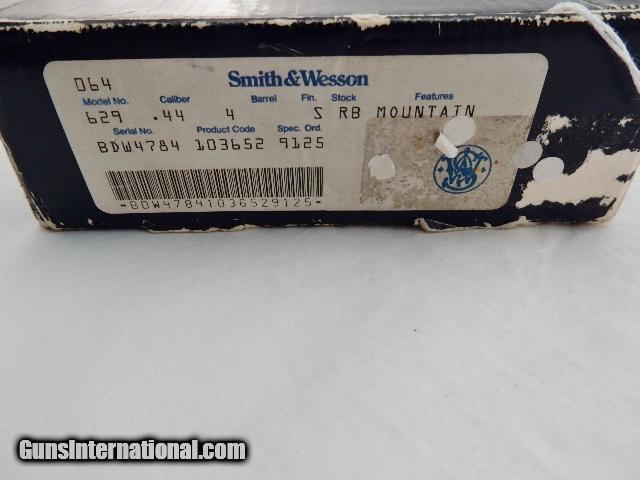 064 Smith&Wesson
Model No. Caliber Barrel Fin. Stock Features
629 .44 4 S RB MOUNTAIN
Serial No. Product Code Spec. Ord.
BDW4784 103652 9125
*BDW47841036529125*
GunsInternational.com